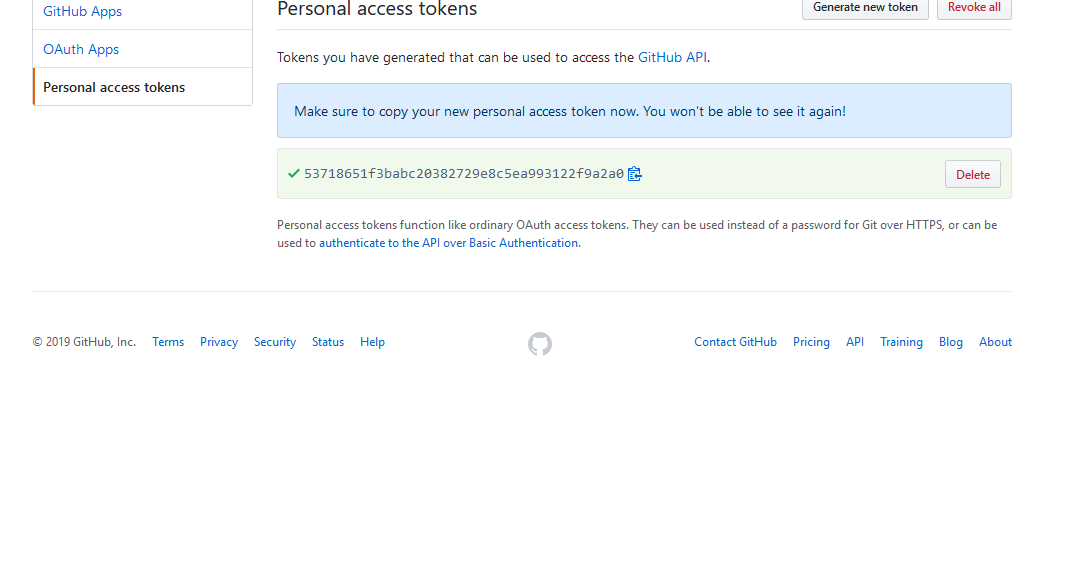 GitHub Apps
OAuth Apps
Personal access tokens
Personal access tokens
Generate new token
Revoke all
Tokens you have generated that can be used to access the GitHub API.
Make sure to copy your new personal access token now. You won’t be able to see it again!
53718651f3babc20382729e8c5ea993122f9a2a0
Delete
Personal access tokens function like ordinary OAuth access tokens. They can be used instead of a password for Git over HTTPS, or can be
used to authenticate to the API over Basic Authentication.
© 2019 GitHub, Inc. Terms Privacy Security Status Help Contact GitHub Pricing API Training Blog About